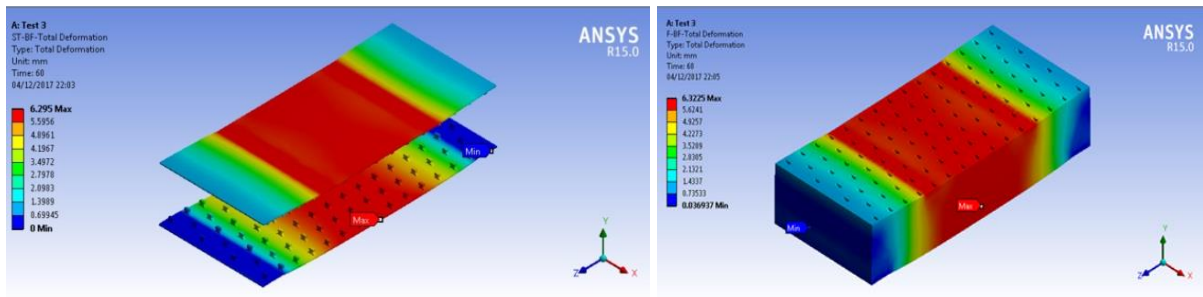 A: Test 3
ST-BF-Total Deformation
Type: Total Deformation
Unit: mm
Time: 60
04/12/2017 22:03
6.295 Max
5.5956
4.8961
4.1967
3.4972
2.7978
2.0983
1.3989
0.69945
0 Min
ANSYS
R15.0
Min
Max
Y
Z
X
A: Test 3
F-BF-Total Deformation
Type: Total Deformation
Unit: mm
Time: 60
04/12/2017 22:05
6.3225 Max
5.6241
4.9257
4.2273
3.5289
2.8305
2.1321
1.4337
0.73533
0.036937 Min
ANSYS
R15.0
Max
Min
Y
Z
X